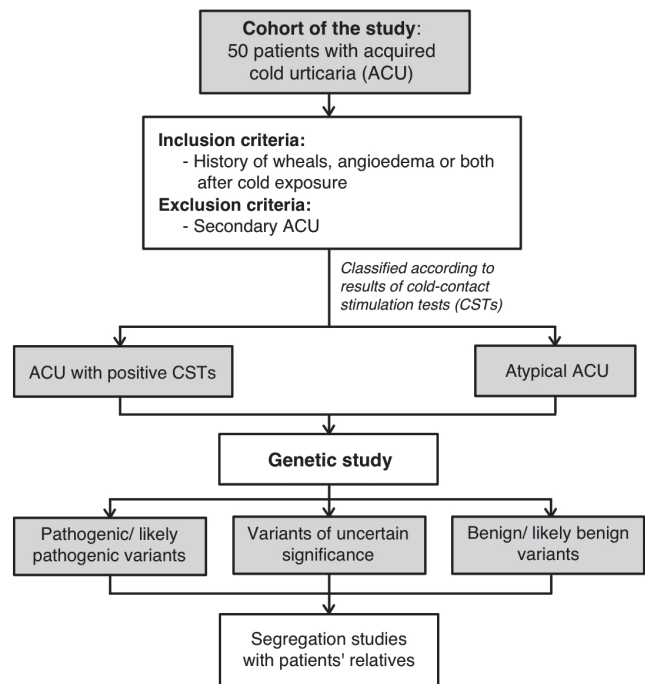 Cohort of the study:
50 patients with acquired
cold urticaria (ACU)
Inclusion criteria:
- History of wheals, angioedema or both
after cold exposure
Exclusion criteria:
- Secondary ACU
Classified according to
results of cold-contact
stimulation tests (CSTs)
ACU with positive CSTs
Atypical ACU
Genetic study
Pathogenic/ likely
pathogenic variants
Variants of uncertain
significance
Benign/ likely benign
variants
Segregation studies
with patients' relatives